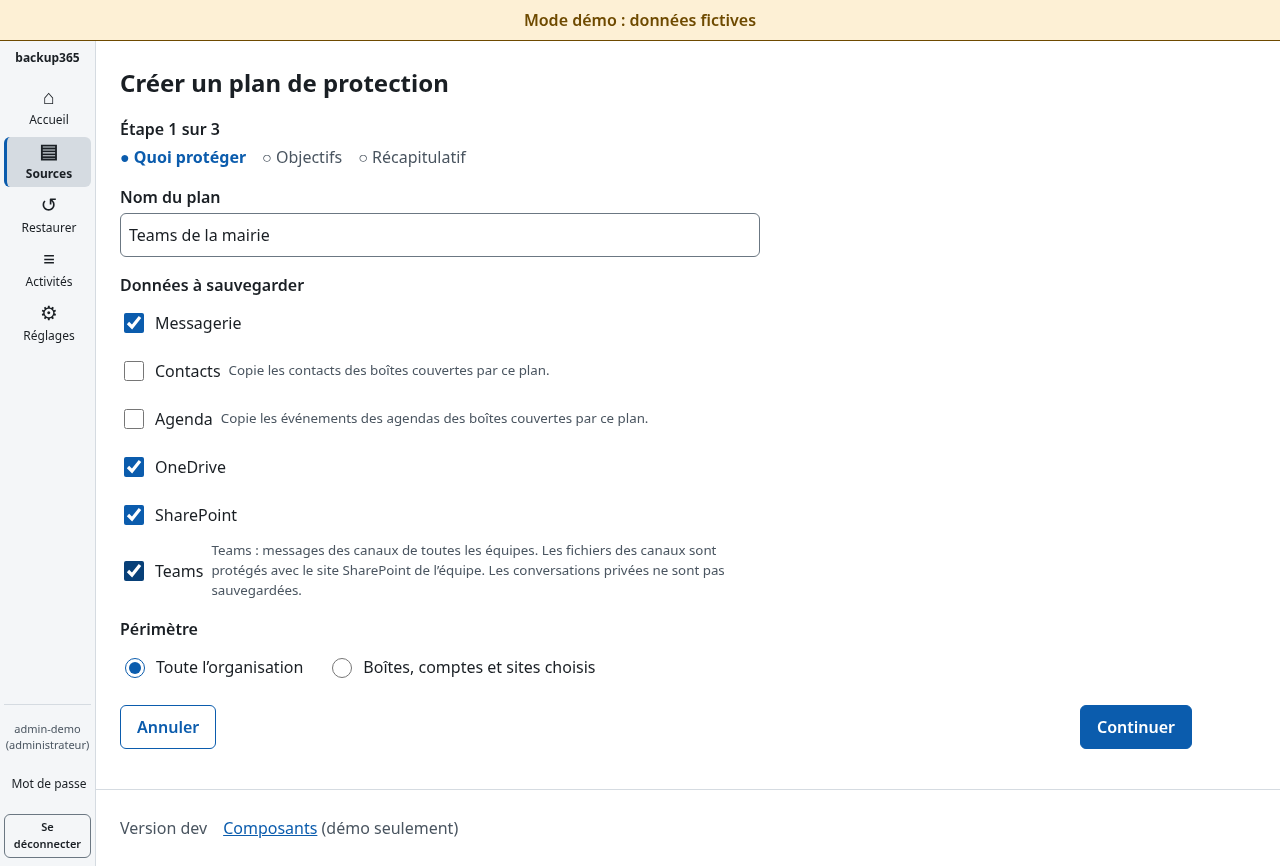 Mode démo : données fictives
backup365
Accueil
Sources
Restaurer
Activités
Réglages
admin-demo
(administrateur)
Mot de passe
Se
déconnecter
Créer un plan de protection
Étape 1 sur 3
● Quoi protéger ○ Objectifs ○ Récapitulatif
Nom du plan
Teams de la mairie
Données à sauvegarder
Messagerie
Contacts Copie les contacts des boîtes couvertes par ce plan.
Agenda Copie les événements des agendas des boîtes couvertes par ce plan.
OneDrive
SharePoint
Teams Teams : messages des canaux de toutes les équipes. Les fichiers des canaux sont
protégés avec le site SharePoint de l’équipe. Les conversations privées ne sont pas
sauvegardées.
Périmètre
Toute l’organisation Boîtes, comptes et sites choisis
Annuler Continuer
Version dev Composants (démo seulement)